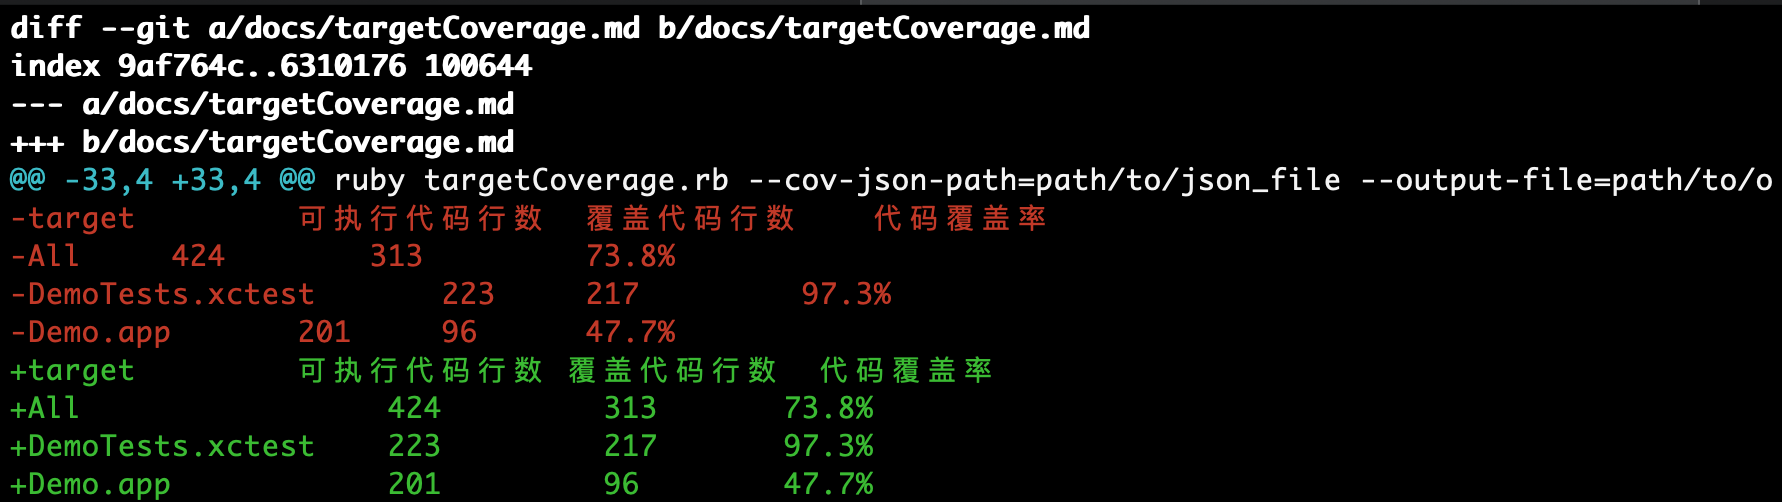 diff --git a/docs/targetCoverage.md b/docs/targetCoverage.md
index 9af764c..6310176 100644
--- a/docs/targetCoverage.md
+++ b/docs/targetCoverage.md
@@ -33,4 +33,4 @@ ruby targetCoverage.rb --cov-json-path=path/to/json_file --output-file=path/to/o
-target 可执行代码行数 覆盖代码行数 代码覆盖率
-All 424 313 73.8%
-DemoTests.xctest 223 217 97.3%
-Demo.app 201 96 47.7%
+target 可执行代码行数 覆盖代码行数 代码覆盖率
+All 424 313 73.8%
+DemoTests.xctest 223 217 97.3%
+Demo.app 201 96 47.7%